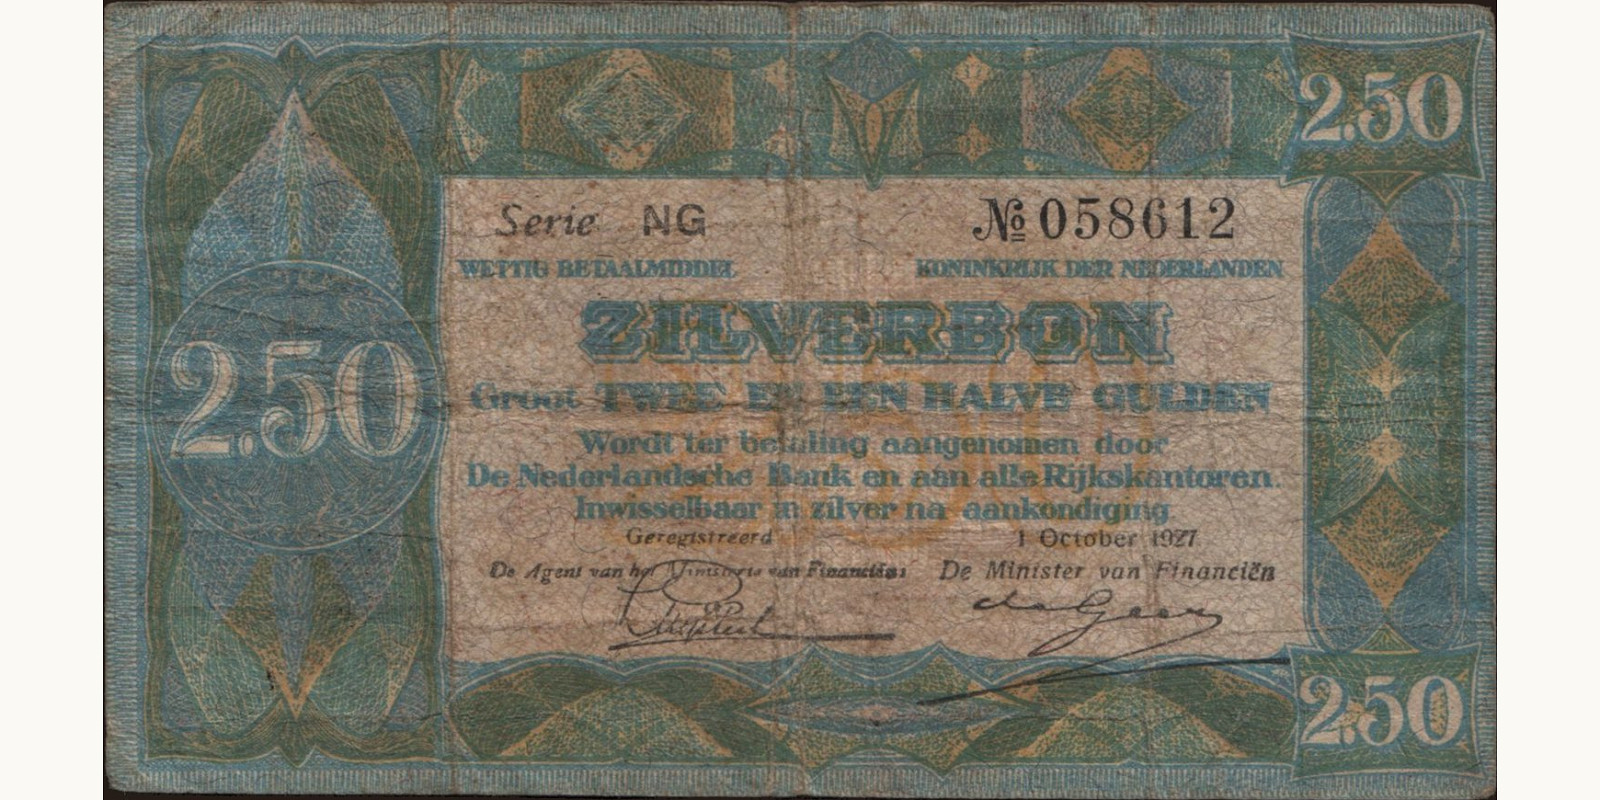 2.50
Serie NG
№ 058612
WETTIG BETAALMIDDEL
KONINKRIJK DER NEDERLANDEN
ZILVERBON
2.50
Groot TWEE EN EEN HALVE GULDEN
Wordt ter betaling aangenomen door
De Nederlandsche Bank en aan alle Rijkskantoren.
Inwisselbaar in zilver na aankondiging
Geregistreerd
1 October 1927
De Agent van het Ministerie van Financiën
De Minister van Financiën
de Geer
2.50